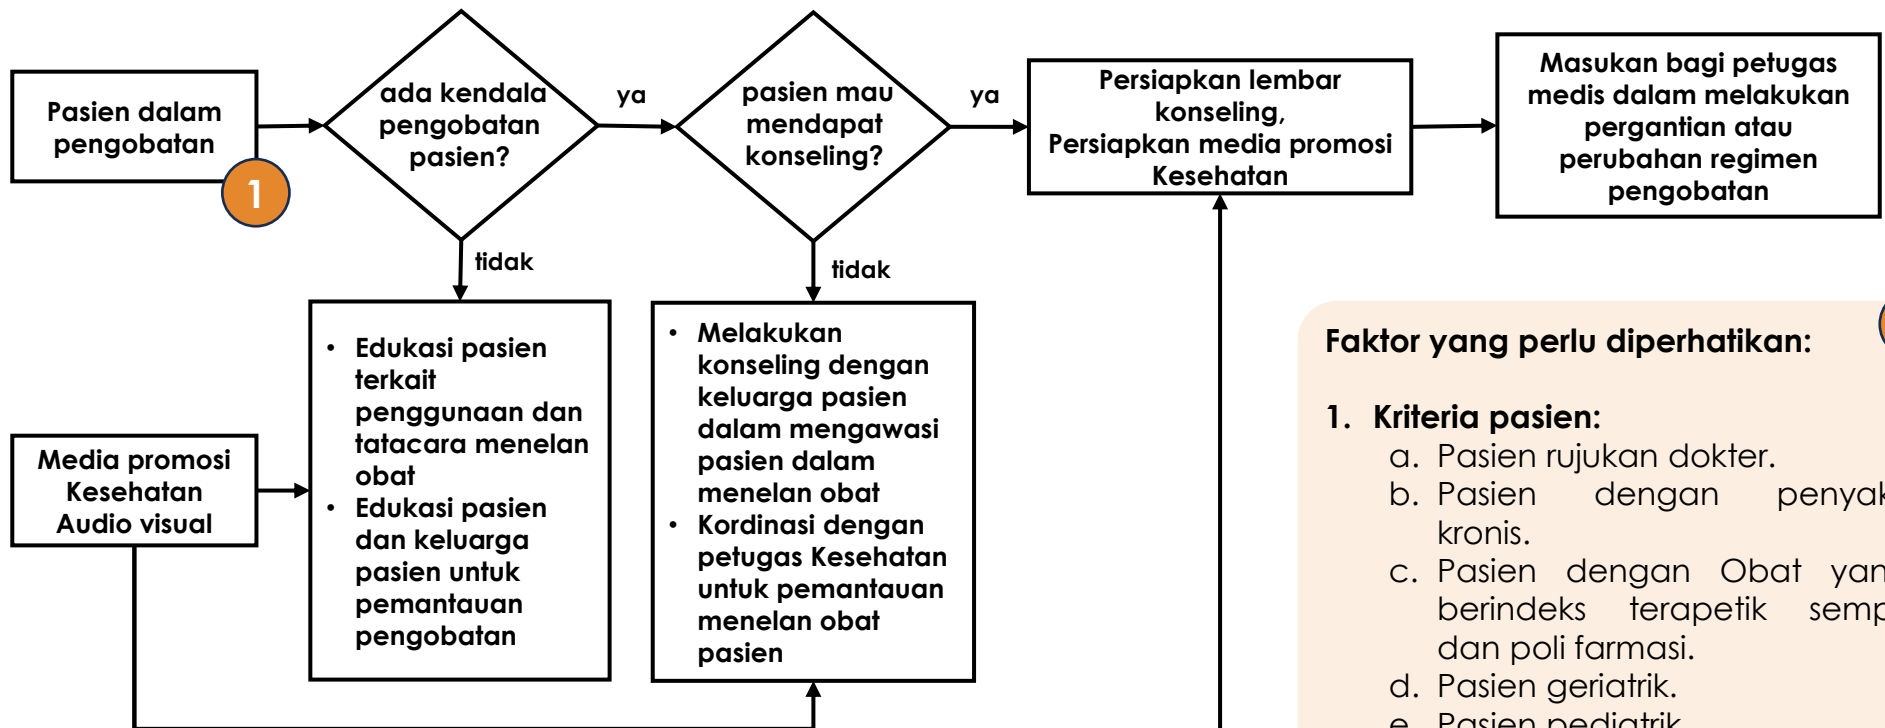 Pasien dalam
pengobatan
1
ada kendala
pengobatan
pasien?
ya
pasien mau
mendapat
konseling?
ya
Persiapkan lembar
konseling,
Persiapkan media promosi
Kesehatan
Masukan bagi petugas
medis dalam melakukan
pergantian atau
perubahan regimen
pengobatan
tidak
tidak
• Edukasi pasien
terkait
penggunaan dan
tatacara menelan
obat
• Edukasi pasien
dan keluarga
pasien untuk
pemantauan
pengobatan
• Melakukan
konseling dengan
keluarga pasien
dalam mengawasi
pasien dalam
menelan obat
• Kordinasi dengan
petugas Kesehatan
untuk pemantauan
menelan obat
pasien
Media promosi
Kesehatan
Audio visual
Faktor yang perlu diperhatikan:
1. Kriteria pasien:
a. Pasien rujukan dokter.
b. Pasien dengan
kronis.
c. Pasien dengan Obat
berindeks terapetik
dan poli farmasi.
d. Pasien geriatrik.
e. Pasien pediatrik